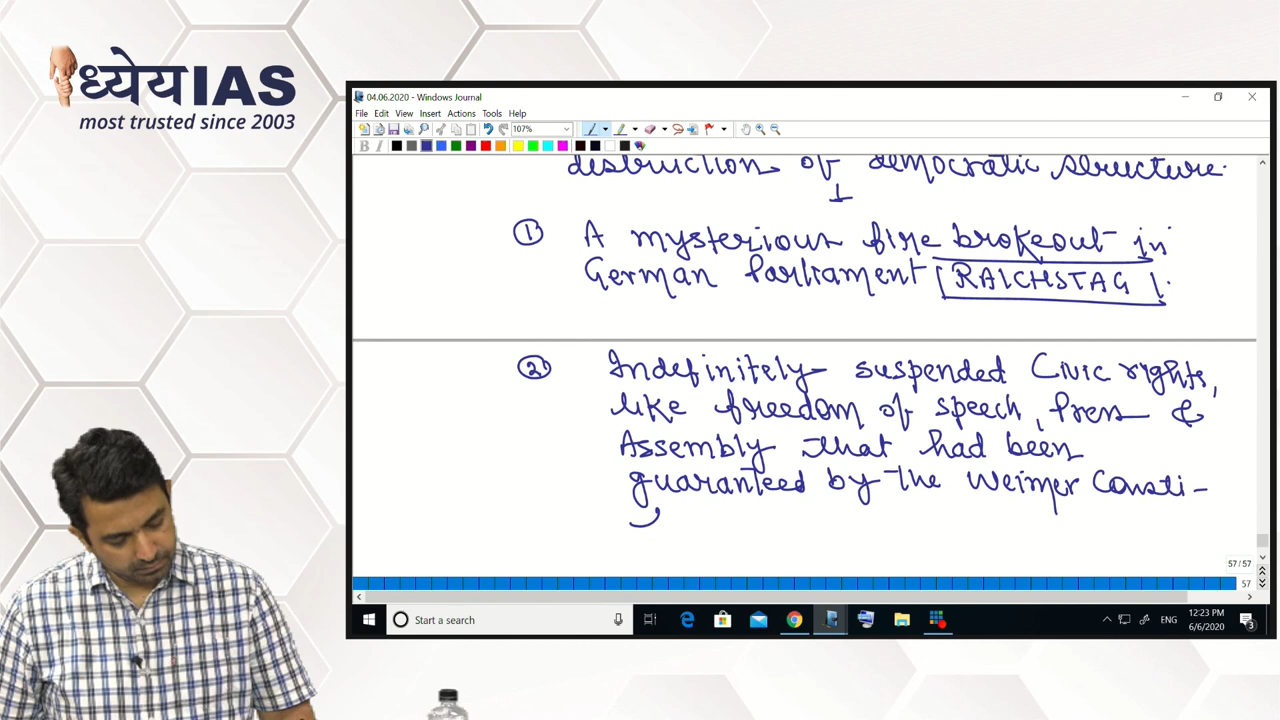 ध्येय IAS
most trusted since 2003
04.06.2020 - Windows Journal
File Edit View Insert Actions Tools Help
107%
B I
destruction of democratic structure.
① A mysterious fire brokeout in
German Parliament [RAICHSTAG].
② Indefinitely suspended Civic rights,
like freedom of speech, Press &
Assembly that had been
guaranteed by the Weimer Consti-
57 / 57
57
Start a search
ENG
12:23 PM
6/6/2020
3